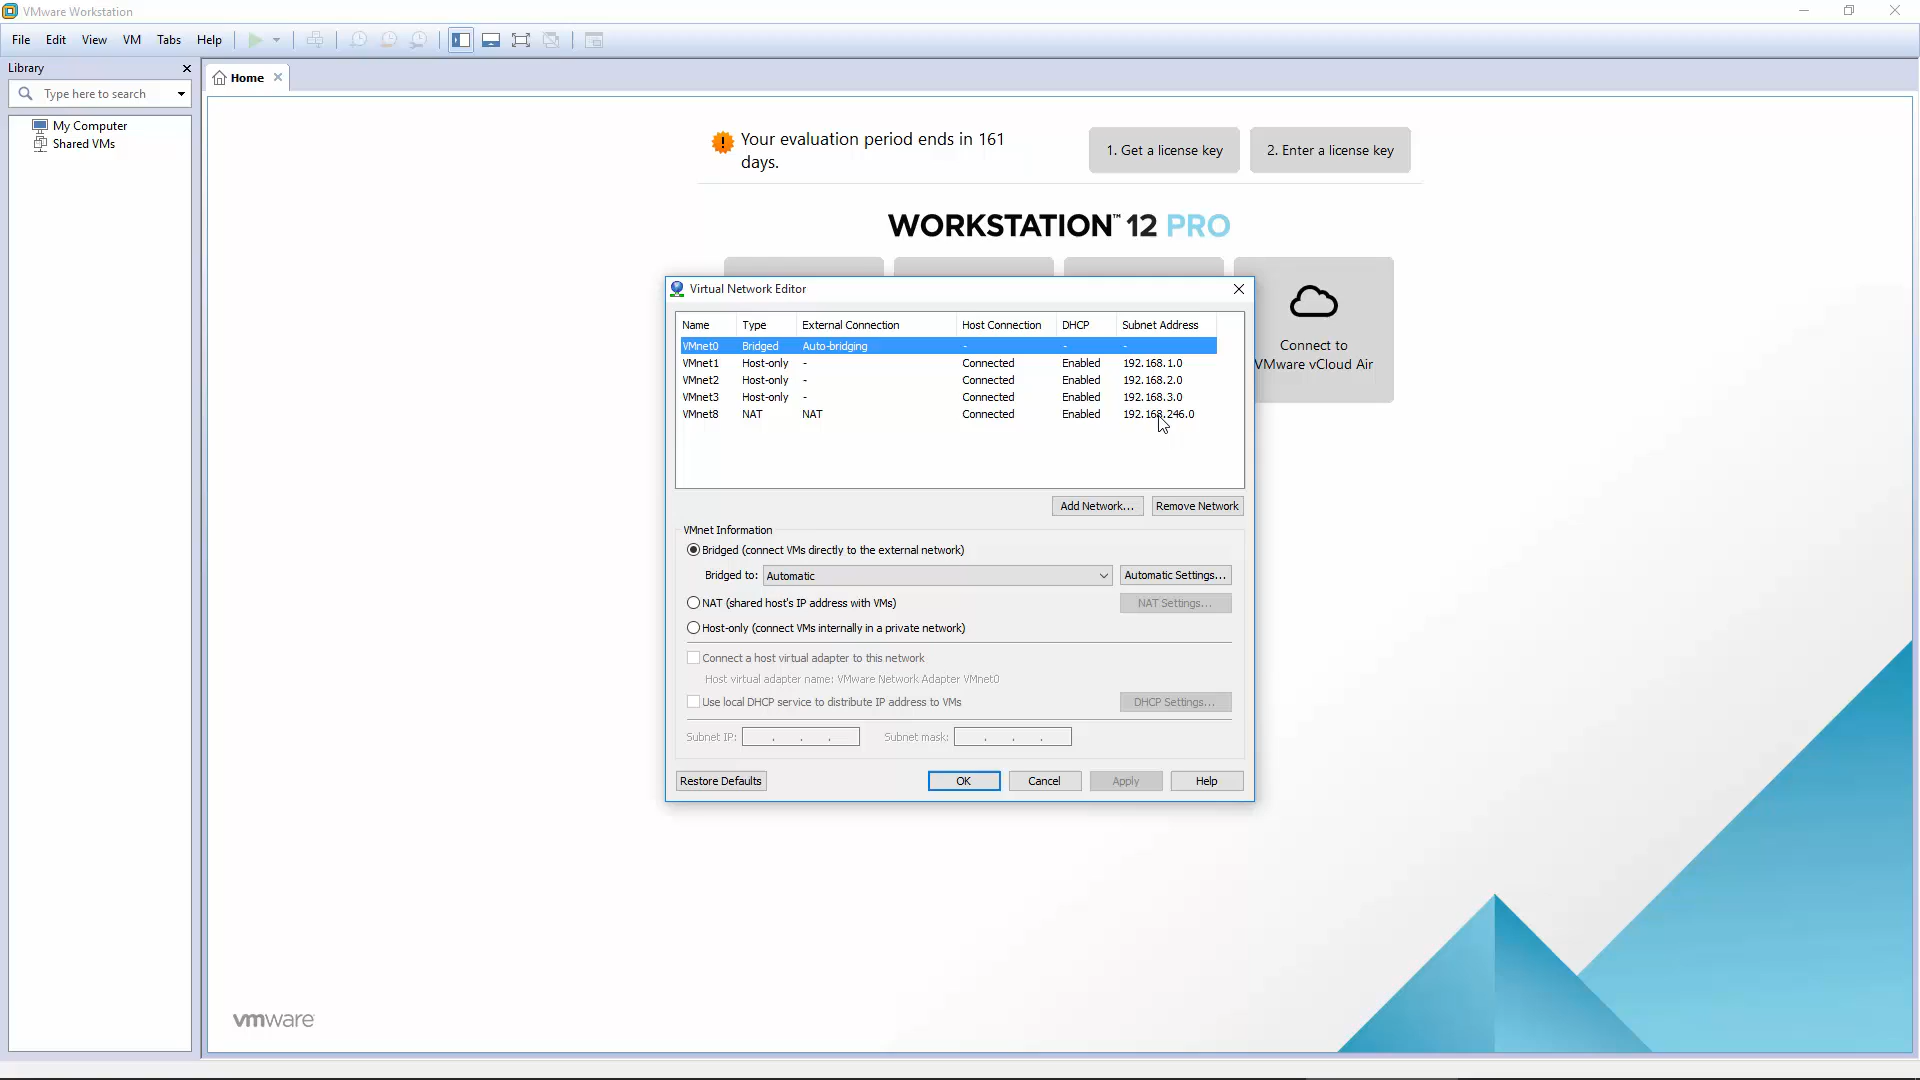 VMware Workstation
File Edit View VM Tabs Help
Library
Type here to search
My Computer
Shared VMs
Home
Your evaluation period ends in 161
days.
1. Get a license key
2. Enter a license key
WORKSTATION™ 12 PRO
Connect to
VMware vCloud Air
Virtual Network Editor
Name Type External Connection Host Connection DHCP Subnet Address
VMnet0 Bridged Auto-bridging - - -
VMnet1 Host-only - Connected Enabled 192.168.1.0
VMnet2 Host-only - Connected Enabled 192.168.2.0
VMnet3 Host-only - Connected Enabled 192.168.3.0
VMnet8 NAT NAT Connected Enabled 192.168.246.0
Add Network... Remove Network
VMnet Information
Bridged (connect VMs directly to the external network)
Bridged to: Automatic Automatic Settings...
NAT (shared host's IP address with VMs) NAT Settings...
Host-only (connect VMs internally in a private network)
Connect a host virtual adapter to this network
Host virtual adapter name: VMware Network Adapter VMnet0
Use local DHCP service to distribute IP address to VMs DHCP Settings...
Subnet IP: . . . Subnet mask: . . .
Restore Defaults OK Cancel Apply Help
vmware